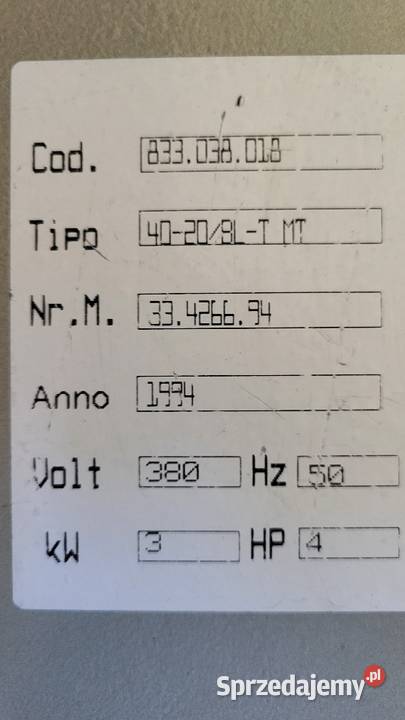 Cod. 833.038.018
Tipo 40-20/8L-T MT
Nr.M. 33.4266.94
Anno 1994
Volt 380 Hz 50
kW 3 HP 4
Sprzedajemy.pl